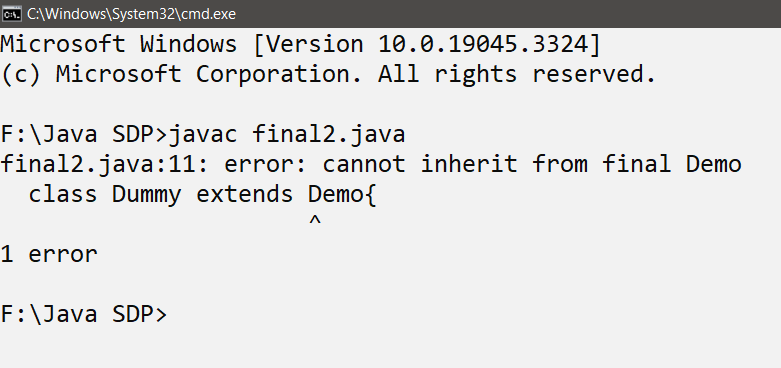 C:\Windows\System32\cmd.exe
Microsoft Windows [Version 10.0.19045.3324]
(c) Microsoft Corporation. All rights reserved.
F:\Java SDP>javac final2.java
final2.java:11: error: cannot inherit from final Demo
  class Dummy extends Demo{
                      ^
1 error
F:\Java SDP>